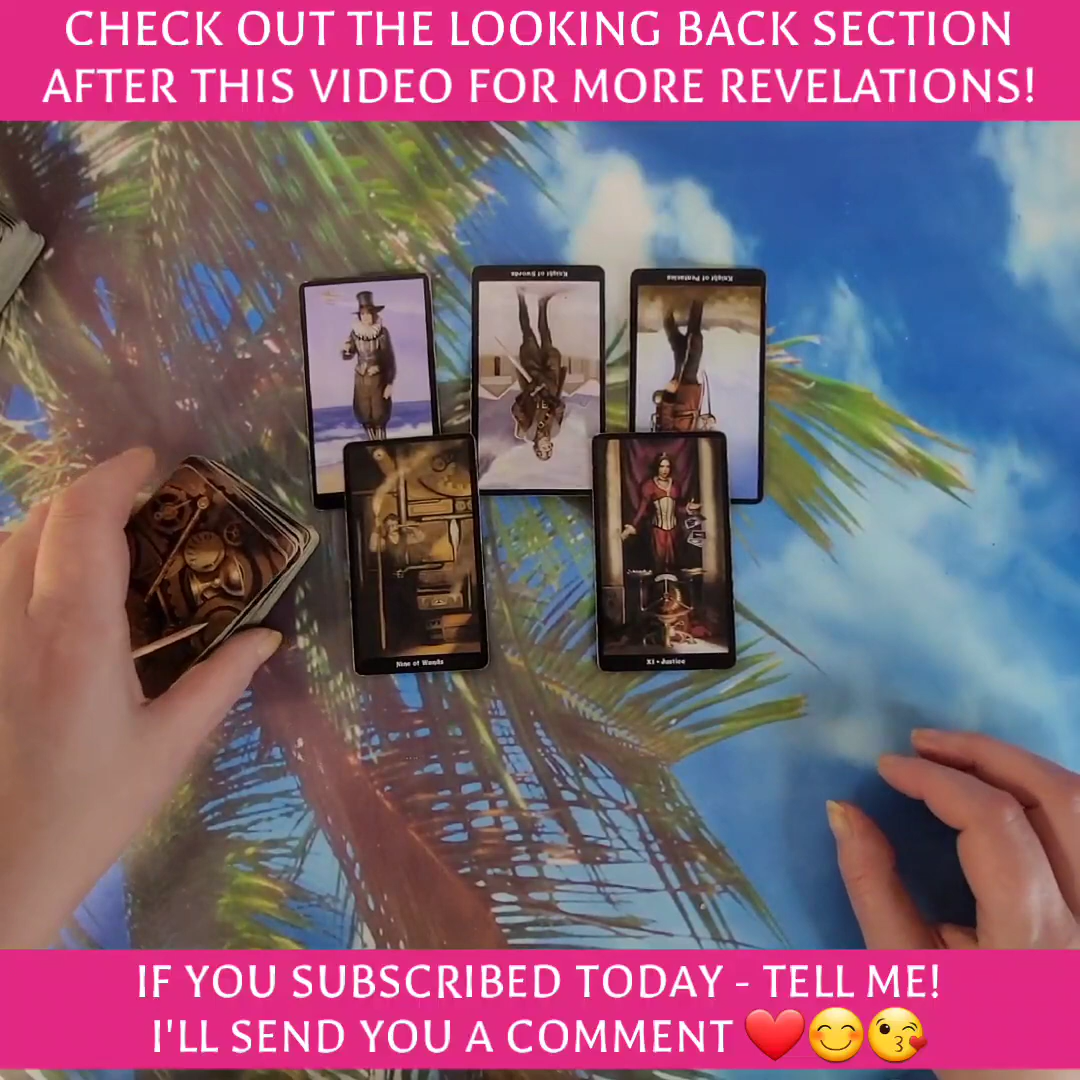 CHECK OUT THE LOOKING BACK SECTION
AFTER THIS VIDEO FOR MORE REVELATIONS!
Knight of Swords
Knight of Pentacles
Nine of Wands
XI • Justice
IF YOU SUBSCRIBED TODAY - TELL ME!
I'LL SEND YOU A COMMENT ❤️😊😘